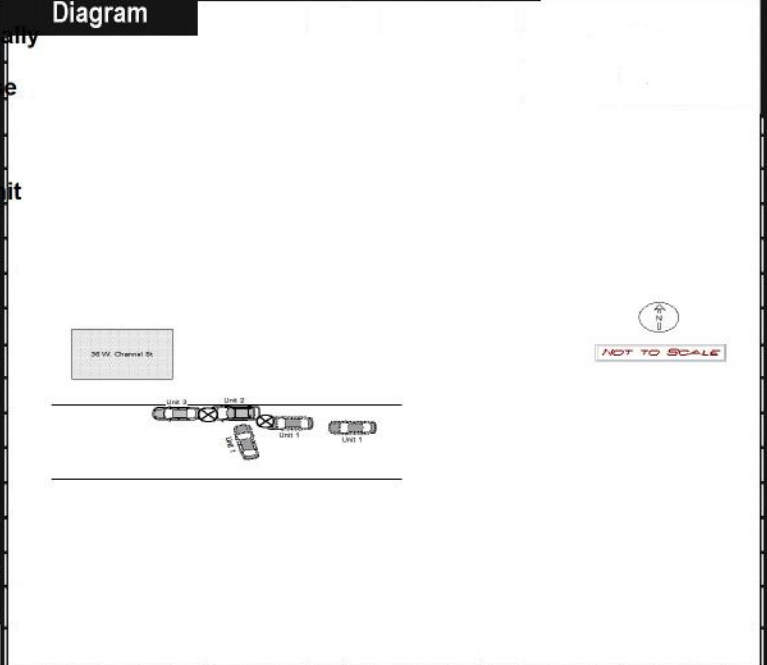 Diagram
ally
e
it
N
NOT TO SCALE
36 W. Channel St
Unit 3
Unit 2
Unit 1
Unit 1
Unit 1